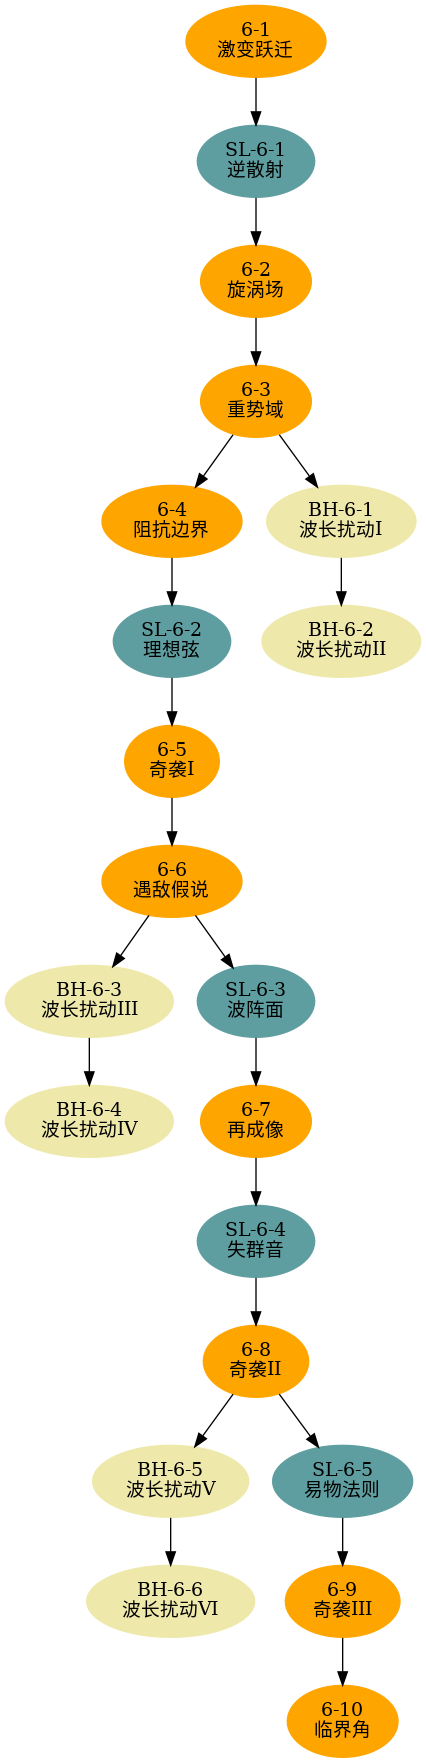 6-1
激变跃迁
SL-6-1
逆散射
6-2
旋涡场
6-3
重势域
6-4
阻抗边界
BH-6-1
波长扰动I
SL-6-2
理想弦
BH-6-2
波长扰动II
6-5
奇袭I
6-6
遇敌假说
BH-6-3
波长扰动III
SL-6-3
波阵面
BH-6-4
波长扰动IV
6-7
再成像
SL-6-4
失群音
6-8
奇袭II
BH-6-5
波长扰动V
SL-6-5
易物法则
BH-6-6
波长扰动VI
6-9
奇袭III
6-10
临界角